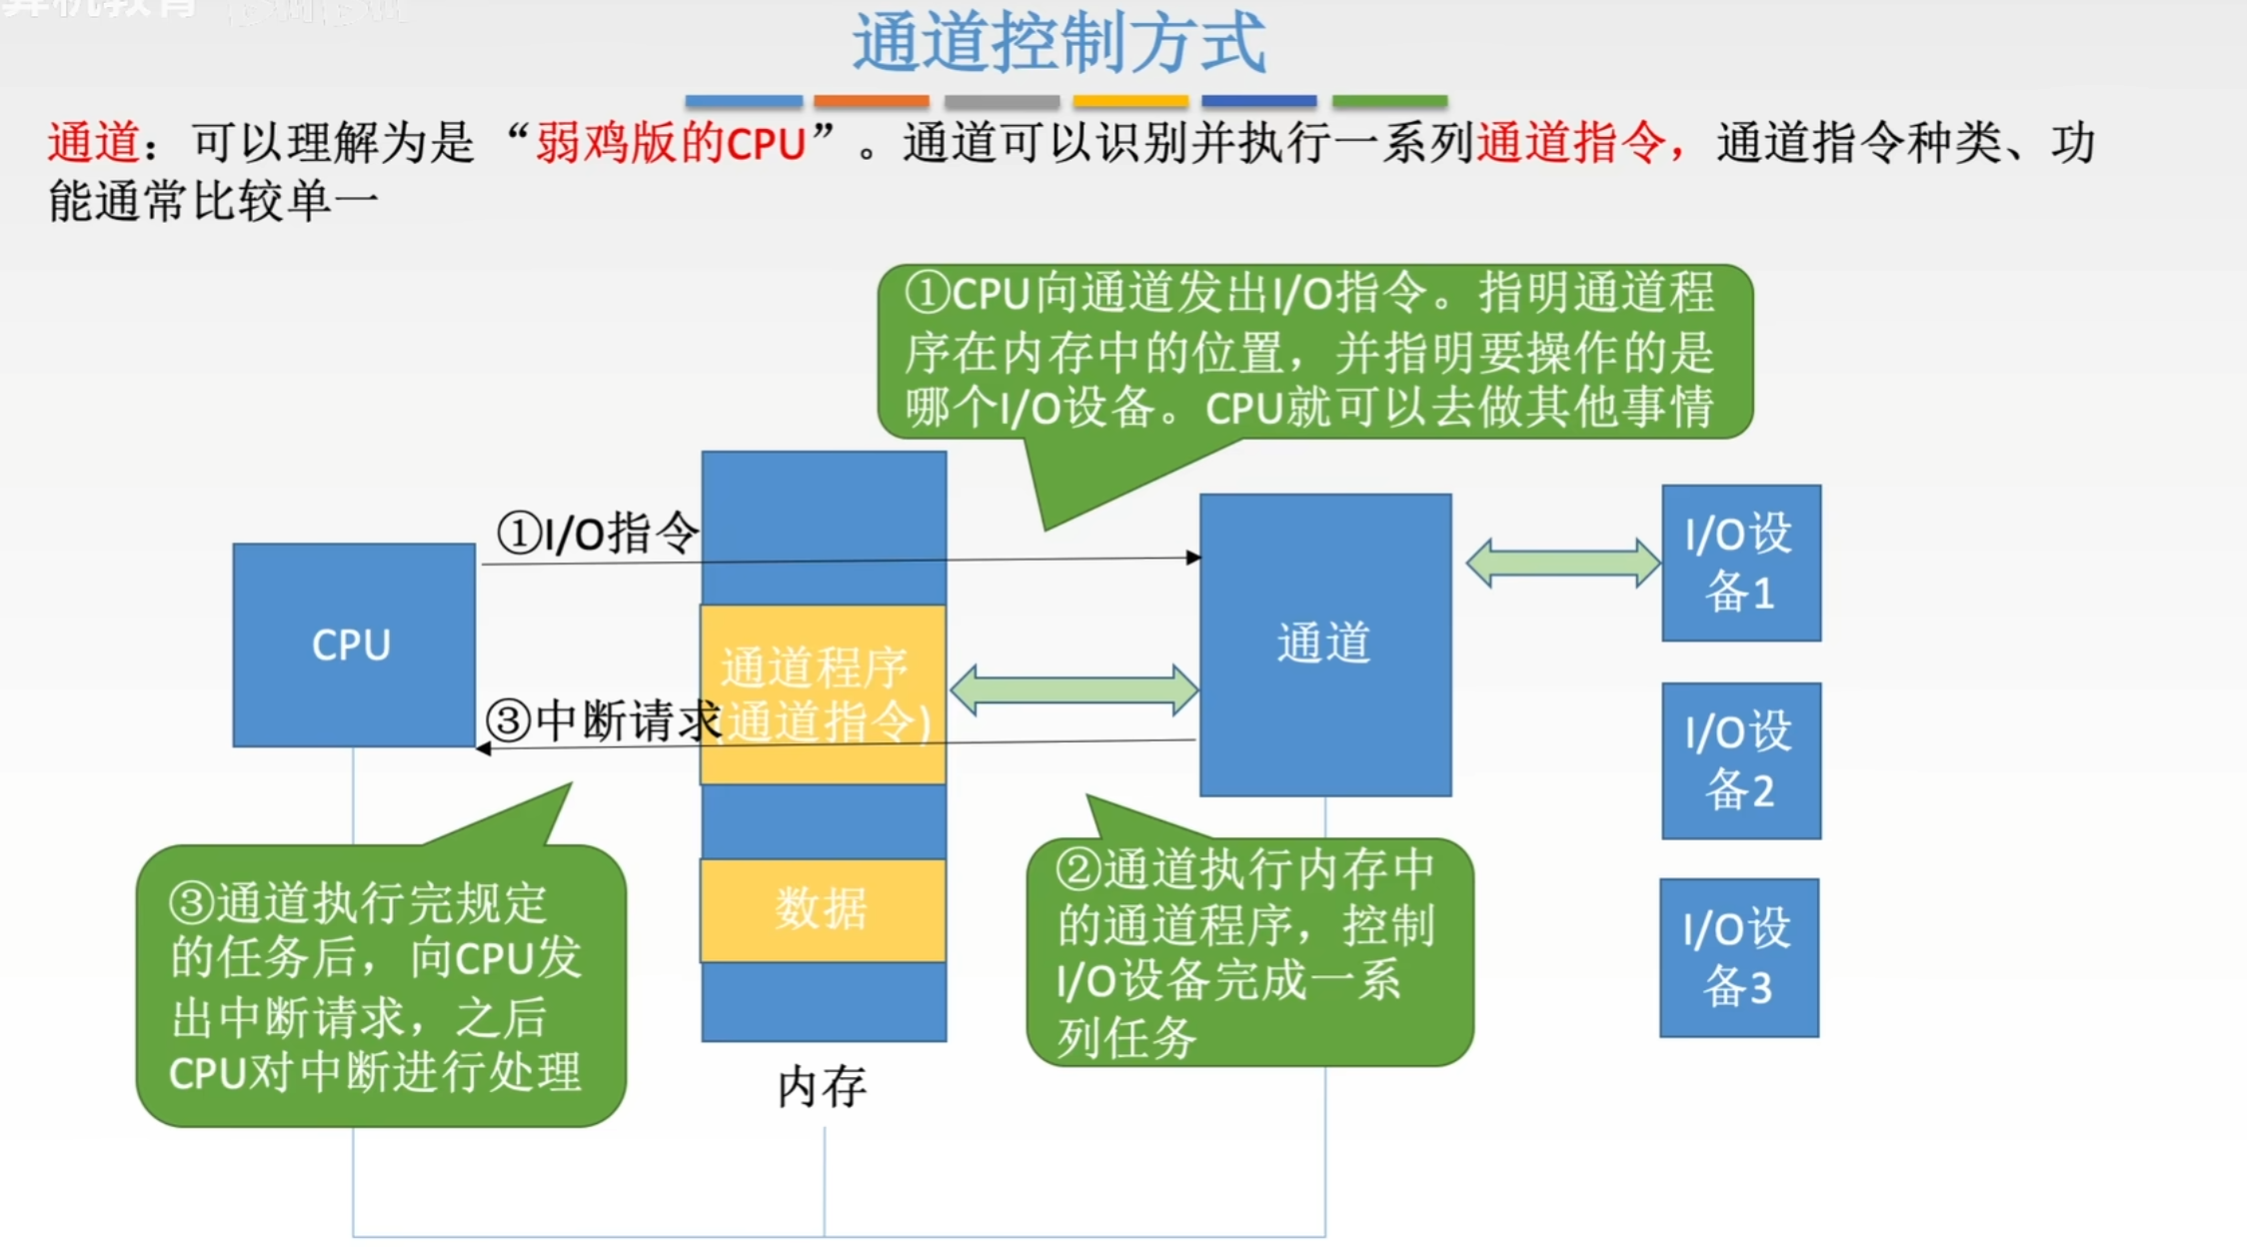 算机教育 bilibili
通道控制方式
通道：可以理解为是“弱鸡版的CPU”。通道可以识别并执行一系列通道指令，通道指令种类、功
能通常比较单一
①CPU向通道发出I/O指令。指明通道程
序在内存中的位置，并指明要操作的是
哪个I/O设备。CPU就可以去做其他事情
①I/O指令
CPU
通道程序
(通道指令)
③中断请求
数据
内存
通道
I/O设
备1
I/O设
备2
I/O设
备3
③通道执行完规定
的任务后，向CPU发
出中断请求，之后
CPU对中断进行处理
②通道执行内存中
的通道程序，控制
I/O设备完成一系
列任务